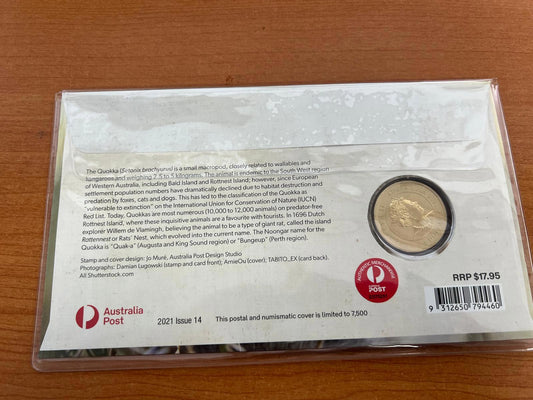 The Quokka (Setonix brachyurus) is a small macropod, closely related to wallabies and
kangaroos and weighing 2.5 to 5 kilograms. The animal is endemic to the South West region
of Western Australia, including Bald Island and Rottnest Island; however, since European
settlement population numbers have dramatically declined due to habitat destruction and
predation by foxes, cats and dogs. This has led to the classification of the Quokka as
"vulnerable to extinction" on the International Union for Conservation of Nature (IUCN)
Red List. Today, Quokkas are most numerous (10,000 to 12,000 animals) on predator-free
Rottnest Island, where these inquisitive animals are a favourite with tourists. In 1696 Dutch
explorer Willem de Vlamingh, believing the animal to be a type of giant rat, called the island
Rottennest or Rats' Nest, which evolved into the current name. The Noongar name for the
Quokka is "Quak-a" (Augusta and King Sound region) or "Bungeup" (Perth region).
Stamp and cover design: Jo Muré, Australia Post Design Studio
Photographs: Damian Lugowski (stamp and card front); ArnieOu (cover); TABITO_EX (card back).
All Shutterstock.com
AUTHENTIC MERCHANDISE
POST
RRP $17.95
Australia
Post
2021 Issue 14
This postal and numismatic cover is limited to 7,500
9 312650 794460